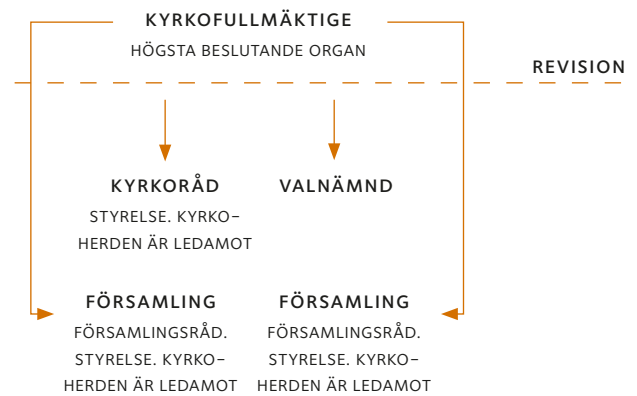 KYRKOFULLMÄKTIGE
HÖGSTA BESLUTANDE ORGAN
REVISION
KYRKORÅD
STYRELSE. KYRKO–
HERDEN ÄR LEDAMOT
VALNÄMND
FÖRSAMLING
FÖRSAMLINGSRÅD.
STYRELSE. KYRKO–
HERDEN ÄR LEDAMOT
FÖRSAMLING
FÖRSAMLINGSRÅD.
STYRELSE. KYRKO–
HERDEN ÄR LEDAMOT